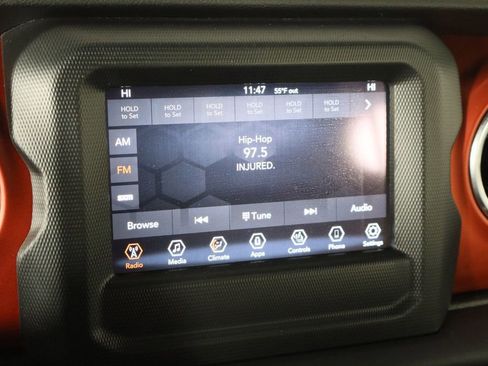 HI 11:47 55°F out HI
HOLD to Set HOLD to Set HOLD to Set HOLD to Set HOLD to Set HOLD to Set
AM
Hip-Hop
97.5
FM
INJURED.
Browse Tune Audio
Radio Media Climate Apps Controls Phone Settings